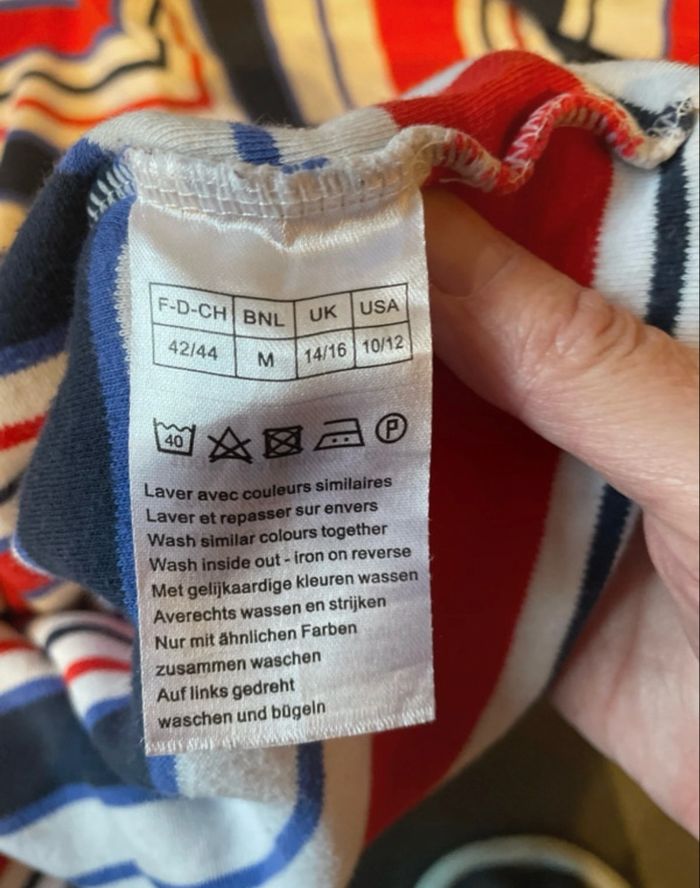 F-D-CH BNL UK USA
42/44 M 14/16 10/12
40 P
Laver avec couleurs similaires
Laver et repasser sur envers
Wash similar colours together
Wash inside out - iron on reverse
Met gelijkaardige kleuren wassen
Averechts wassen en strijken
Nur mit ähnlichen Farben
zusammen waschen
Auf links gedreht
waschen und bügeln